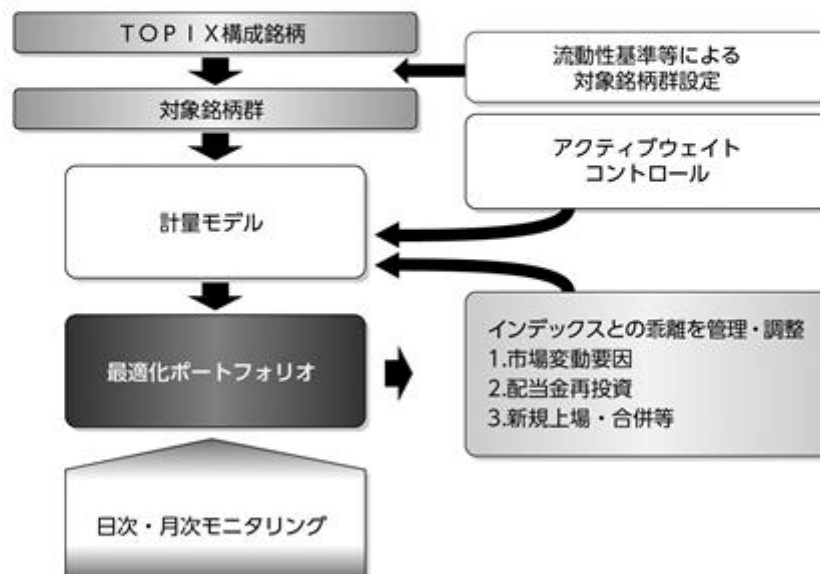 TOPIX構成銘柄
流動性基準等による
対象銘柄群設定
対象銘柄群
アクティブウェイト
コントロール
計量モデル
インデックスとの乖離を管理・調整
1.市場変動要因
2.配当金再投資
3.新規上場・合併等
最適化ポートフォリオ
日次・月次モニタリング